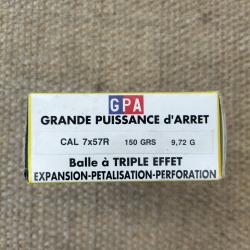 GPA
GRANDE PUISSANCE d'ARRET
CAL 7x57R 150 GRS 9,72 G
Balle à TRIPLE EFFET
EXPANSION-PETALISATION-PERFORATION